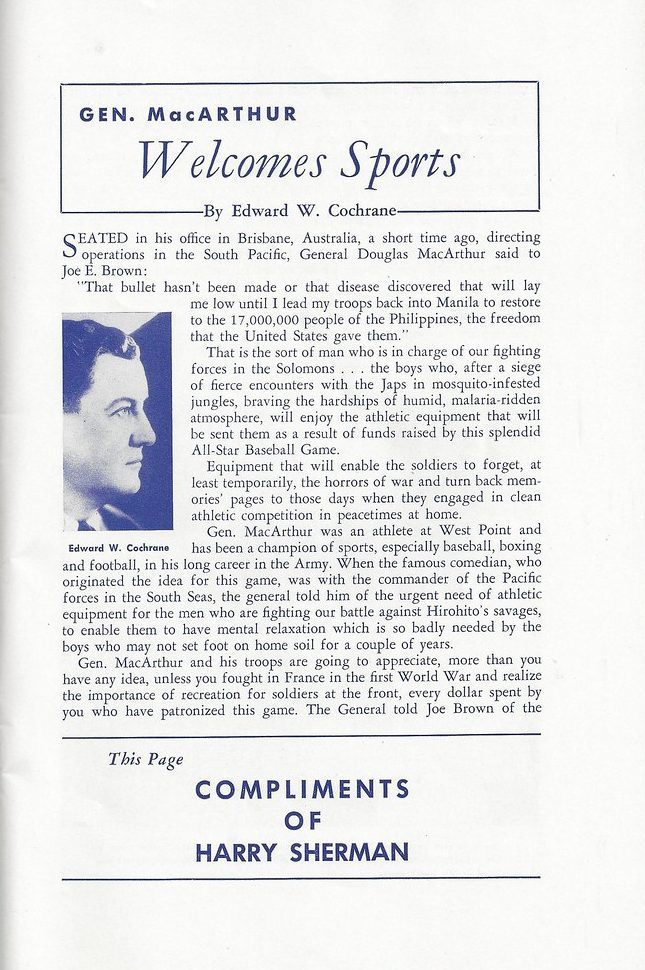 GEN. MacARTHUR
Welcomes Sports
By Edward W. Cochrane
SEATED in his office in Brisbane, Australia, a short time ago, directing
operations in the South Pacific, General Douglas MacArthur said to
Joe E. Brown:
"That bullet hasn't been made or that disease discovered that will lay
me low until I lead my troops back into Manila to restore
to the 17,000,000 people of the Philippines, the freedom
that the United States gave them."
That is the sort of man who is in charge of our fighting
forces in the Solomons . . . the boys who, after a siege
of fierce encounters with the Japs in mosquito-infested
jungles, braving the hardships of humid, malaria-ridden
atmosphere, will enjoy the athletic equipment that will
be sent them as a result of funds raised by this splendid
All-Star Baseball Game.
Equipment that will enable the soldiers to forget, at
least temporarily, the horrors of war and turn back mem-
ories' pages to those days when they engaged in clean
athletic competition in peacetimes at home.
Gen. MacArthur was an athlete at West Point and
Edward W. Cochrane
has been a champion of sports, especially baseball, boxing
and football, in his long career in the Army. When the famous comedian, who
originated the idea for this game, was with the commander of the Pacific
forces in the South Seas, the general told him of the urgent need of athletic
equipment for the men who are fighting our battle against Hirohito's savages,
to enable them to have mental relaxation which is so badly needed by the
boys who may not set foot on home soil for a couple of years.
Gen. MacArthur and his troops are going to appreciate, more than you
have any idea, unless you fought in France in the first World War and realize
the importance of recreation for soldiers at the front, every dollar spent by
you who have patronized this game. The General told Joe Brown of the
This Page
COMPLIMENTS
OF
HARRY SHERMAN